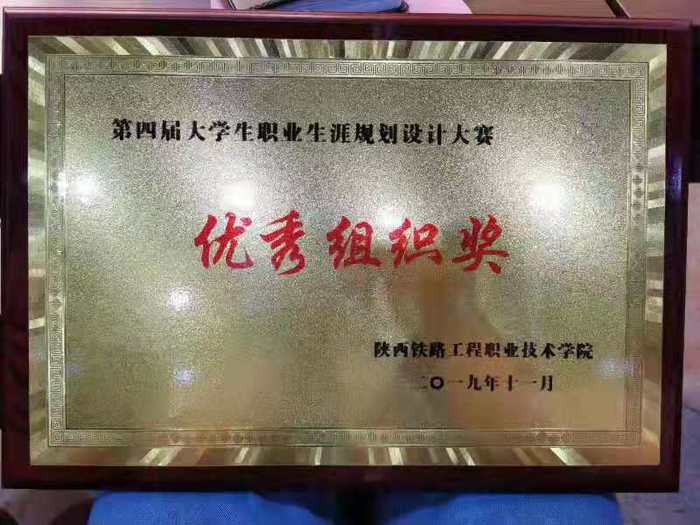 第四届大学生职业生涯规划设计大赛
优秀组织奖
陕西铁路工程职业技术学院
二〇一九年十一月